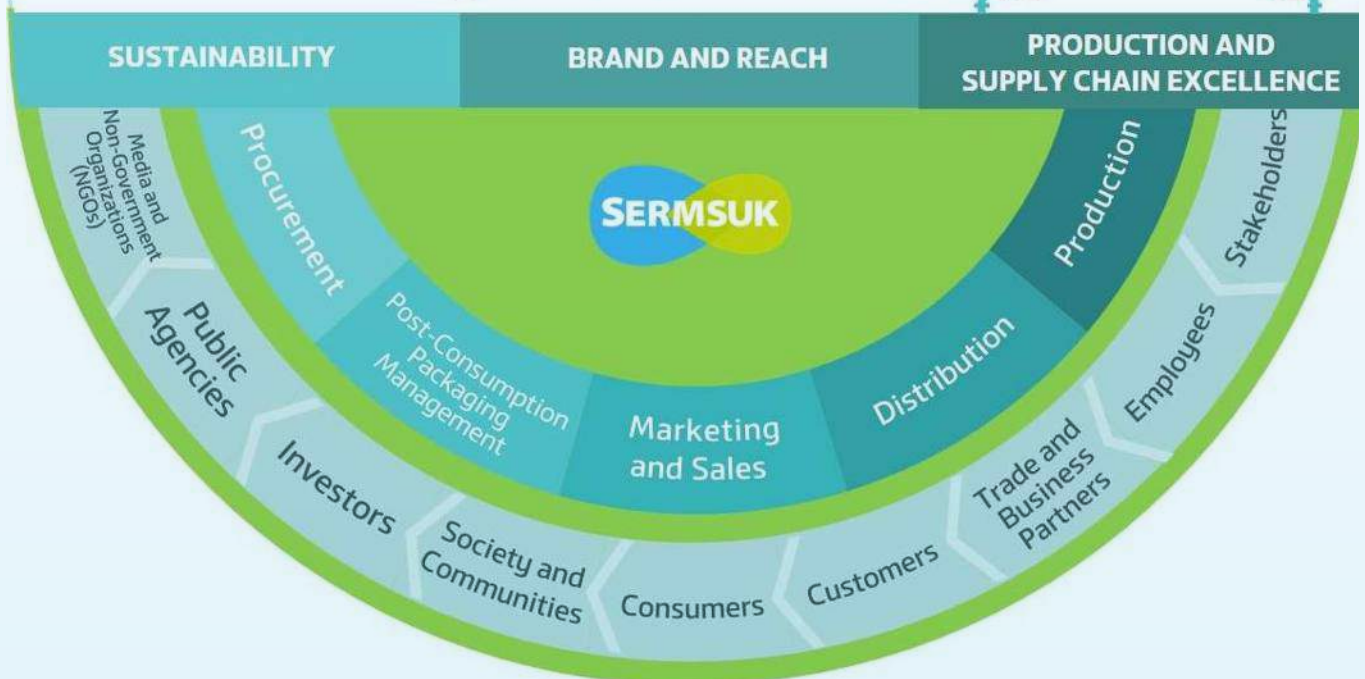 SUSTAINABILITY
BRAND AND REACH
PRODUCTION AND
SUPPLY CHAIN EXCELLENCE
SERMSUK
Procurement
Post-Consumption
Packaging
Management
Marketing
and Sales
Distribution
Production
Media and
Non-Government
Organizations
(NGOs)
Public
Agencies
Investors
Society and
Communities
Consumers
Customers
Trade and
Business
Partners
Employees
Stakeholders